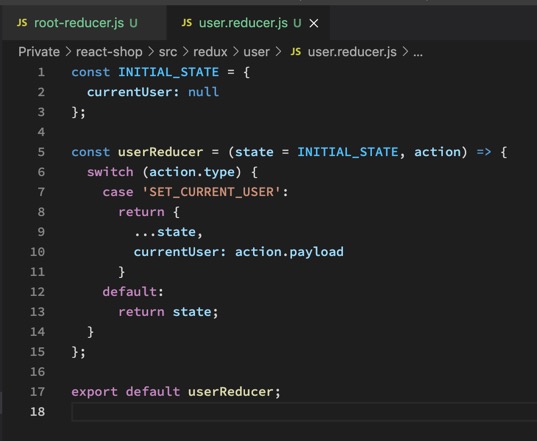 JS root-reducer.js U JS user.reducer.js U ×
Private > react-shop > src > redux > user > JS user.reducer.js > ...
1 const INITIAL_STATE = {
2   currentUser: null
3 };
4
5 const userReducer = (state = INITIAL_STATE, action) => {
6   switch (action.type) {
7     case 'SET_CURRENT_USER':
8       return {
9         ...state,
10         currentUser: action.payload
11       }
12     default:
13       return state;
14   }
15 };
16
17 export default userReducer;
18